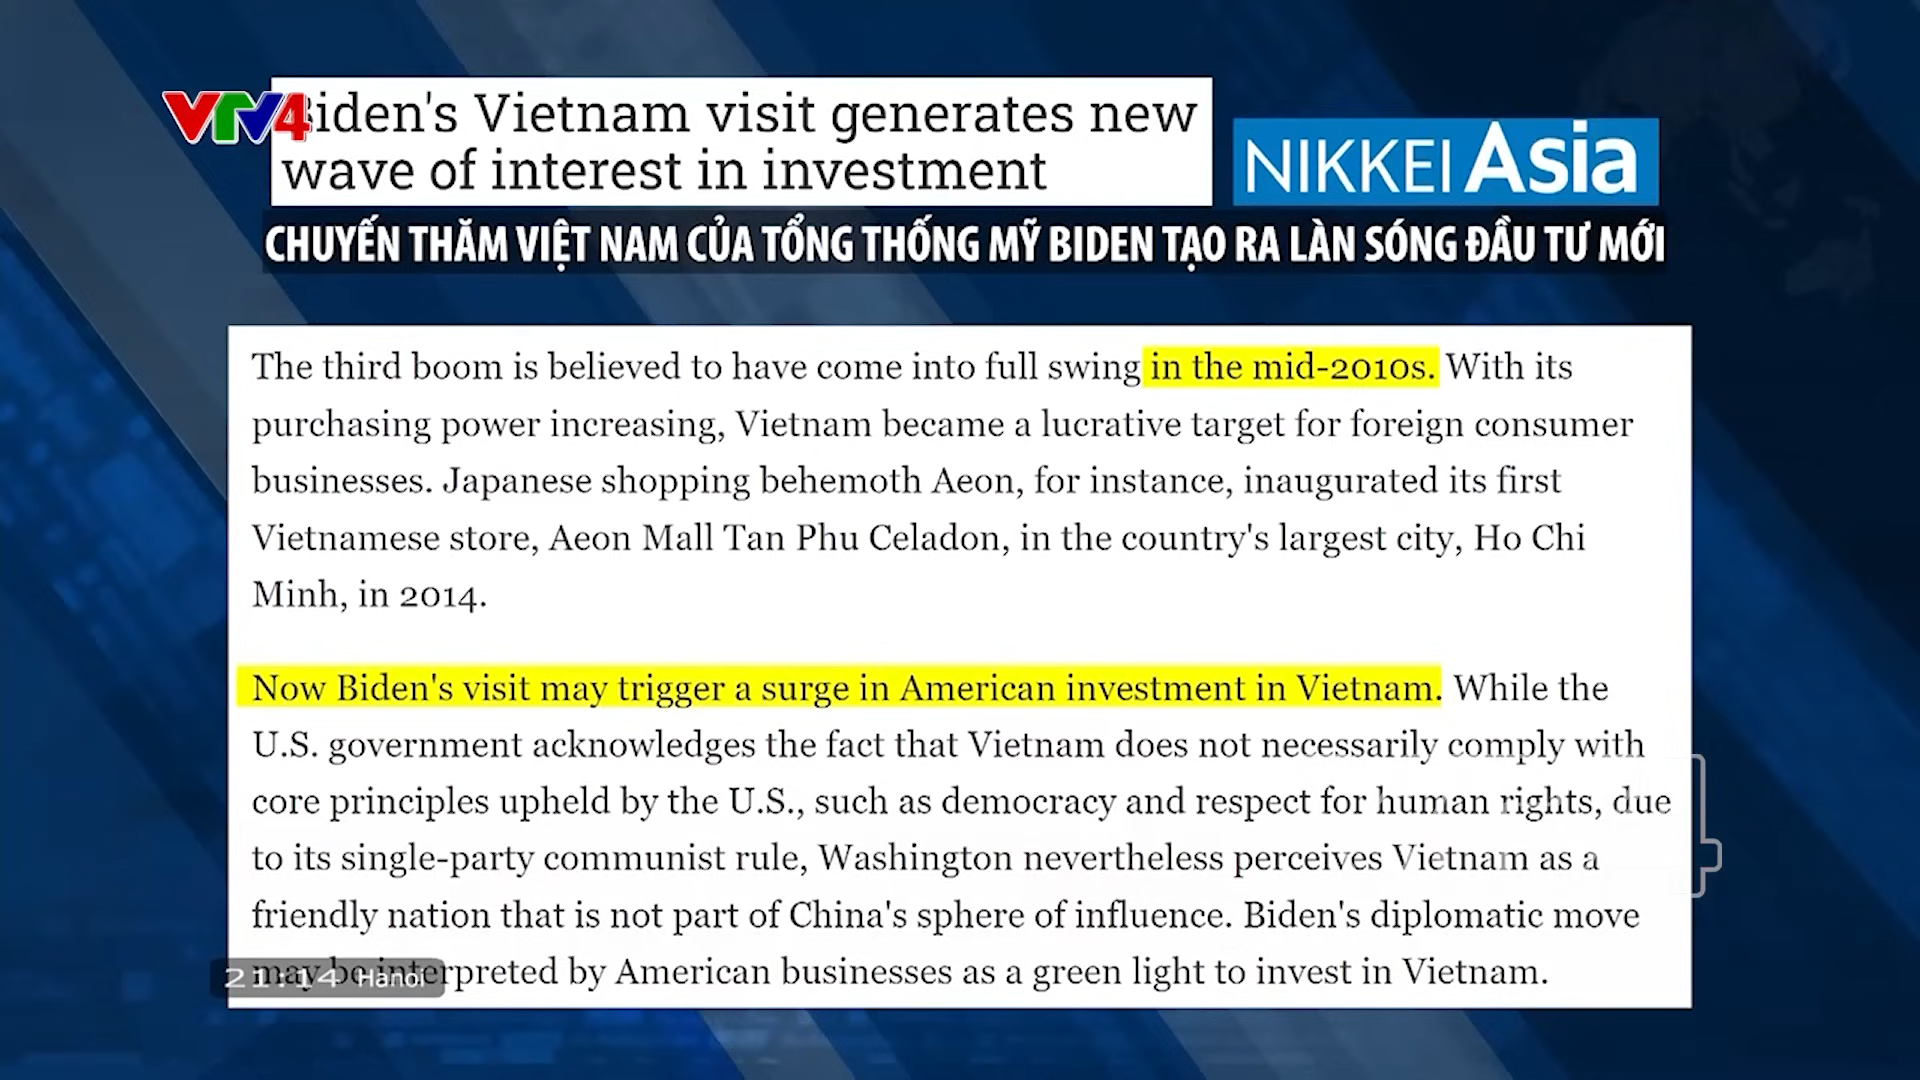 VTV4
Biden's Vietnam visit generates new
wave of interest in investment
NIKKEI Asia
CHUYẾN THĂM VIỆT NAM CỦA TỔNG THỐNG MỸ BIDEN TẠO RA LÀN SÓNG ĐẦU TƯ MỚI
The third boom is believed to have come into full swing in the mid-2010s. With its
purchasing power increasing, Vietnam became a lucrative target for foreign consumer
businesses. Japanese shopping behemoth Aeon, for instance, inaugurated its first
Vietnamese store, Aeon Mall Tan Phu Celadon, in the country's largest city, Ho Chi
Minh, in 2014.
Now Biden's visit may trigger a surge in American investment in Vietnam. While the
U.S. government acknowledges the fact that Vietnam does not necessarily comply with
core principles upheld by the U.S., such as democracy and respect for human rights, due
to its single-party communist rule, Washington nevertheless perceives Vietnam as a
friendly nation that is not part of China's sphere of influence. Biden's diplomatic move
may be interpreted by American businesses as a green light to invest in Vietnam.
21:14 Hanoi